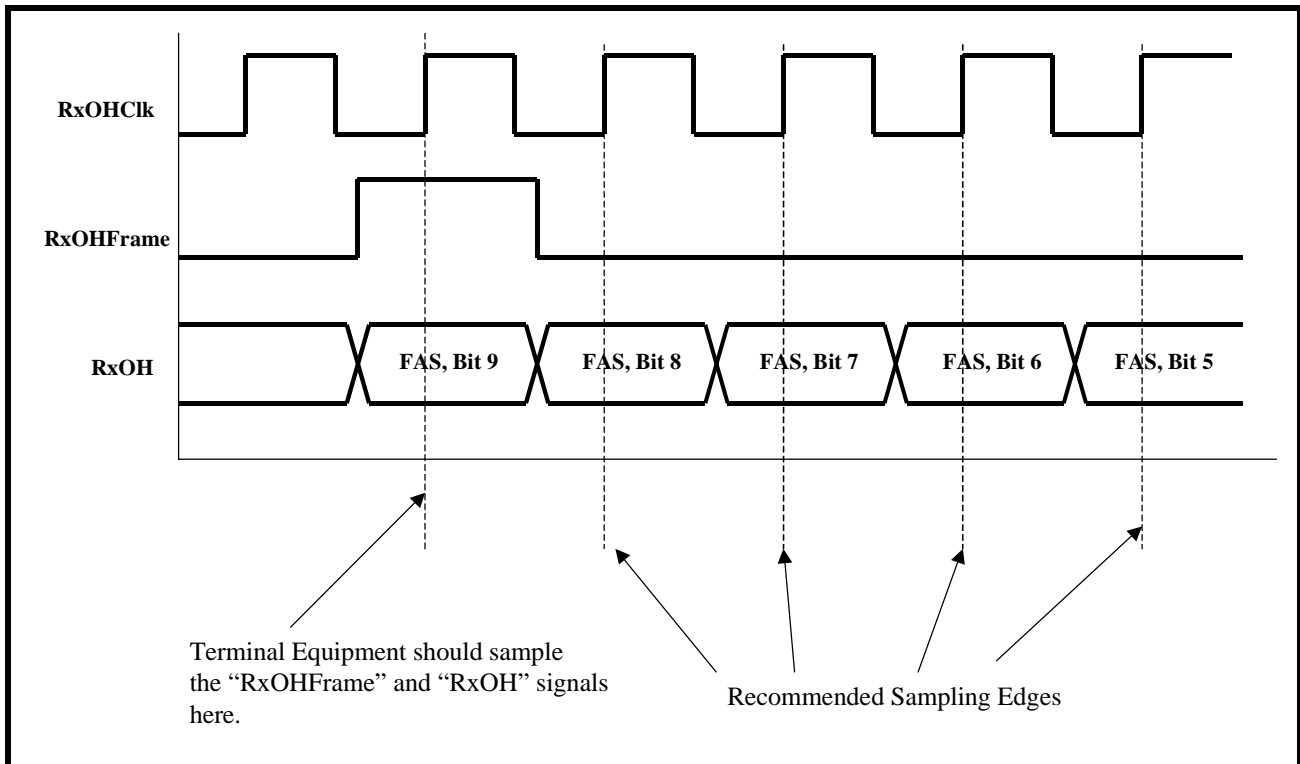 RxOHClk
RxOHFrame
RxOH
FAS, Bit 9
FAS, Bit 8
FAS, Bit 7
FAS, Bit 6
FAS, Bit 5
Terminal Equipment should sample
the “RxOHFrame” and “RxOH” signals
here.
Recommended Sampling Edges